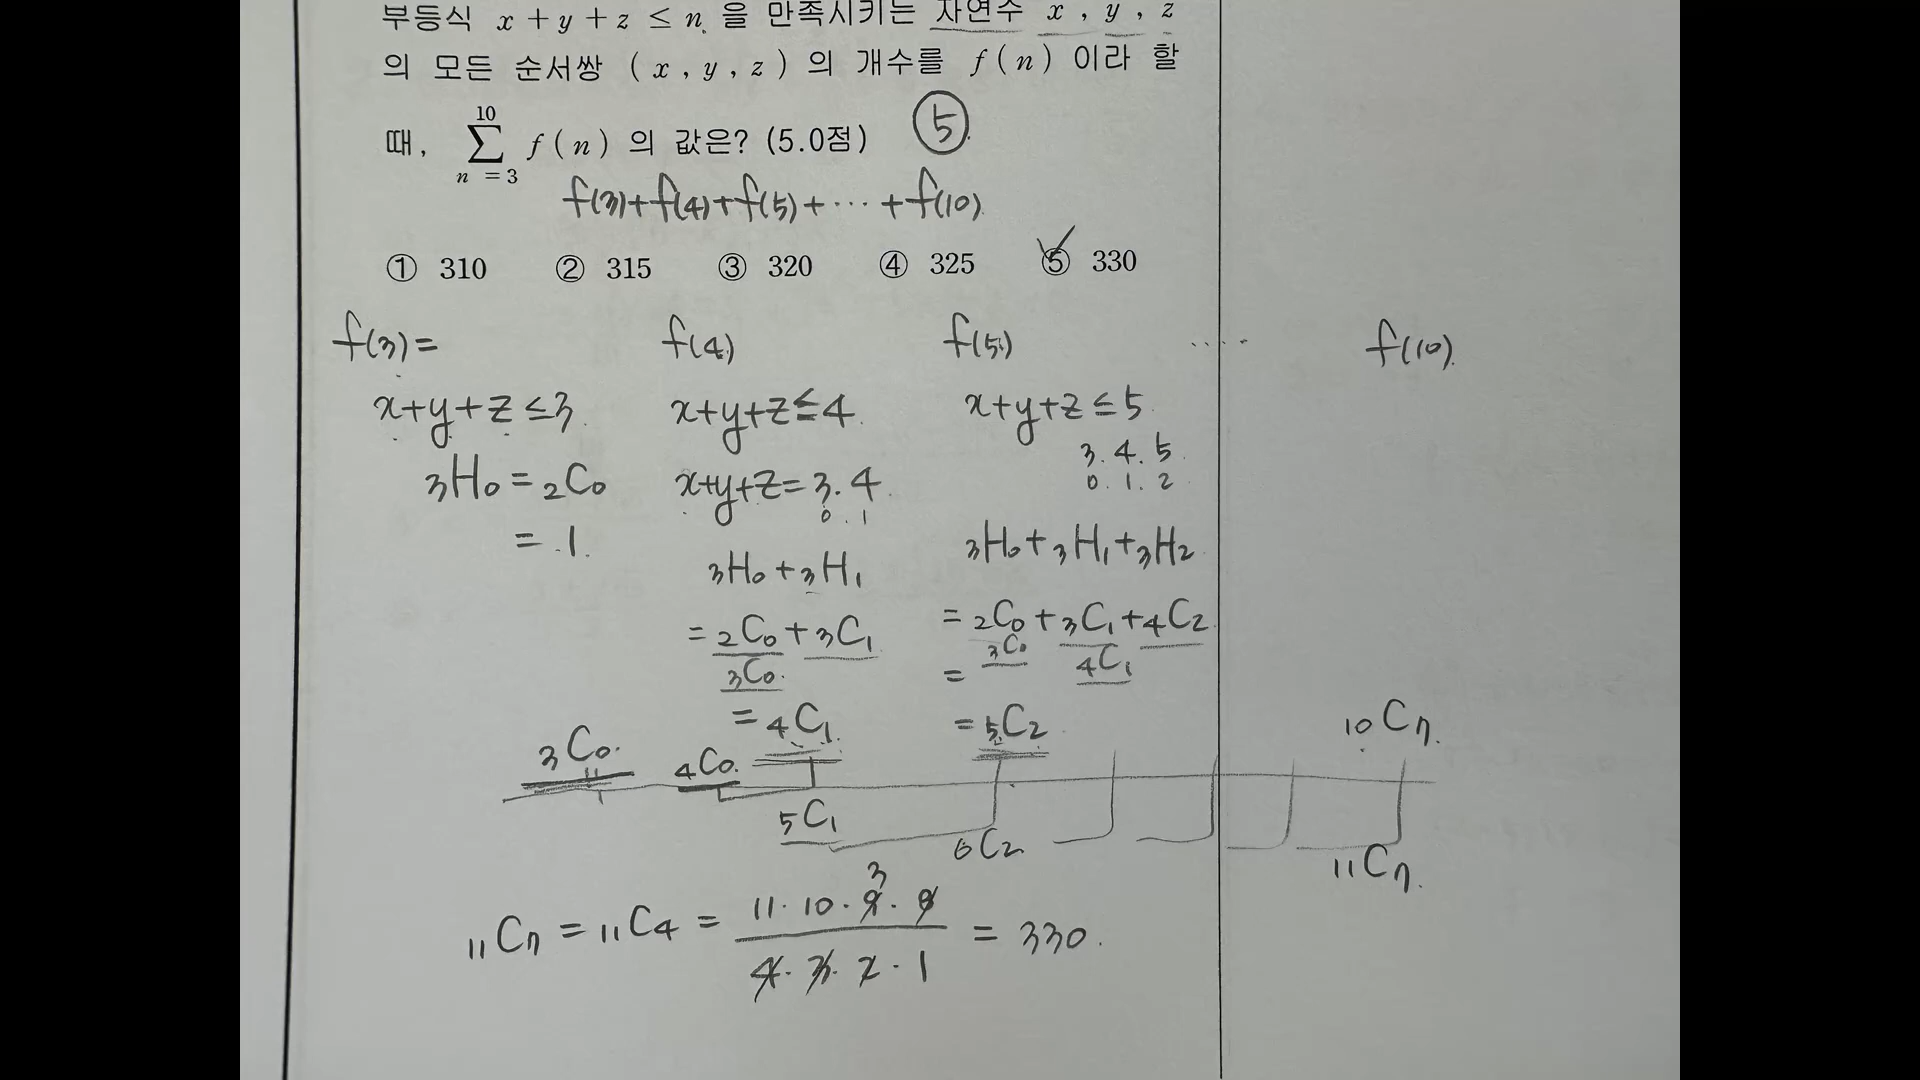 부등식 x + y + z ≤ n 을 만족시키는 자연수 x , y , z
의 모든 순서쌍 ( x , y , z ) 의 개수를 f ( n ) 이라 할
때, ∑ n = 3 10 f ( n ) 의 값은? (5.0점) ⑤
f(3)+f(4)+f(5)+ ⋯ +f(10)
① 310 ② 315 ③ 320 ④ 325 ⑤ 330
f(3)= f(4) f(5) ⋯ f(10).
x+y+z ≤3. x+y+z≤4. x+y+z ≤5.
3. 4. 5
₃H₀ = ₂C₀ x+y+z= 3. 4. 0. 1. 2
0. 1
= 1. ₃H₀ + ₃H₁ ₃H₀+₃H₁+₃H₂
= ₂C₀ + ₃C₁ = ₂C₀ + ₃C₁ + ₄C₂
₃C₀. = ₃C₀ ₄C₁
= ₄C₁ = ₅C₂ ₁₀C₇.
₃C₀. ₄C₀.
₅C₁ ₆C₂ ₁₁C₇.
₁₁C₇ = ₁₁C₄ = 11· 10 · 9 · 8 / 4· 3· 2 · 1 = 330.
3